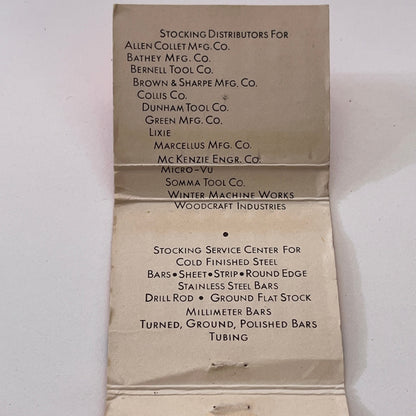 STOCKING DISTRIBUTORS FOR
ALLEN COLLET MFG. CO.
BATHEY MFG. CO.
BERNELL TOOL CO.
BROWN & SHARPE MFG. CO.
COLLIS CO.
DUNHAM TOOL CO.
GREEN MFG. CO.
LIXIE
MARCELLUS MFG. CO.
MCKENZIE ENGR. CO.
MICRO-VU
SOMMA TOOL CO.
WINTER MACHINE WORKS
WOODCRAFT INDUSTRIES
•
STOCKING SERVICE CENTER FOR
COLD FINISHED STEEL
BARS • SHEET • STRIP • ROUND EDGE
STAINLESS STEEL BARS
DRILL ROD • GROUND FLAT STOCK
MILLIMETER BARS
TURNED, GROUND, POLISHED BARS
TUBING